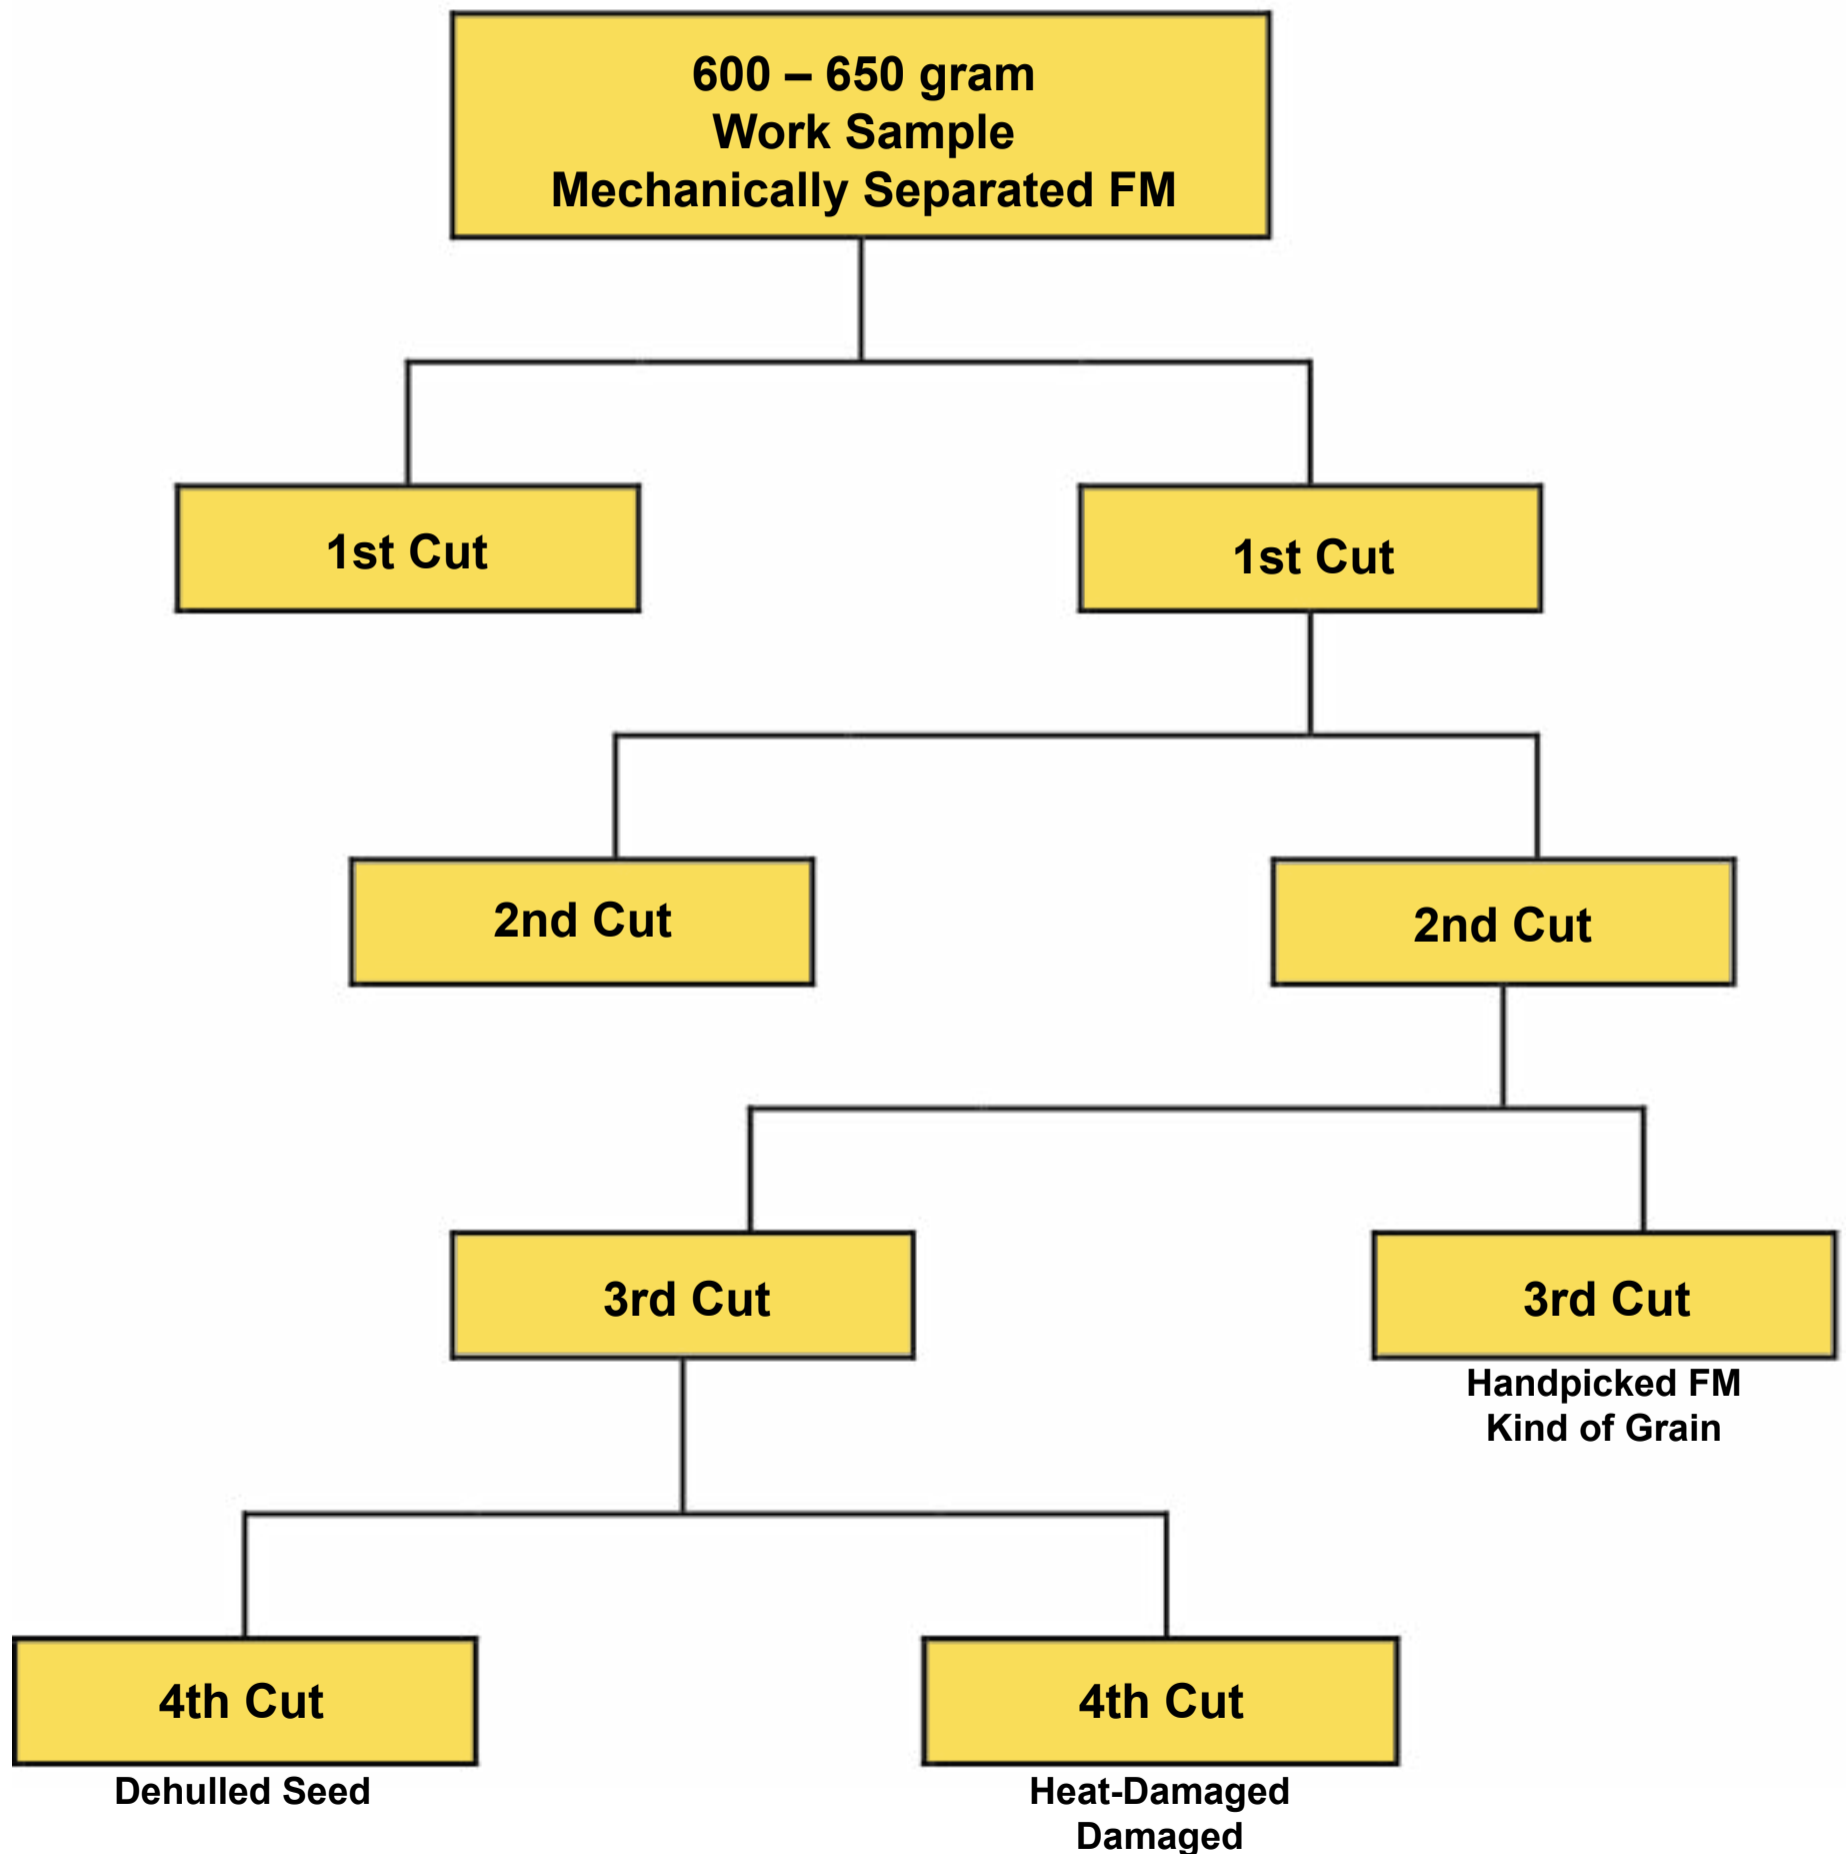 600 – 650 gram
Work Sample
Mechanically Separated FM
1st Cut
1st Cut
2nd Cut
2nd Cut
3rd Cut
3rd Cut
Handpicked FM
Kind of Grain
4th Cut
4th Cut
Dehulled Seed
Heat-Damaged
Damaged